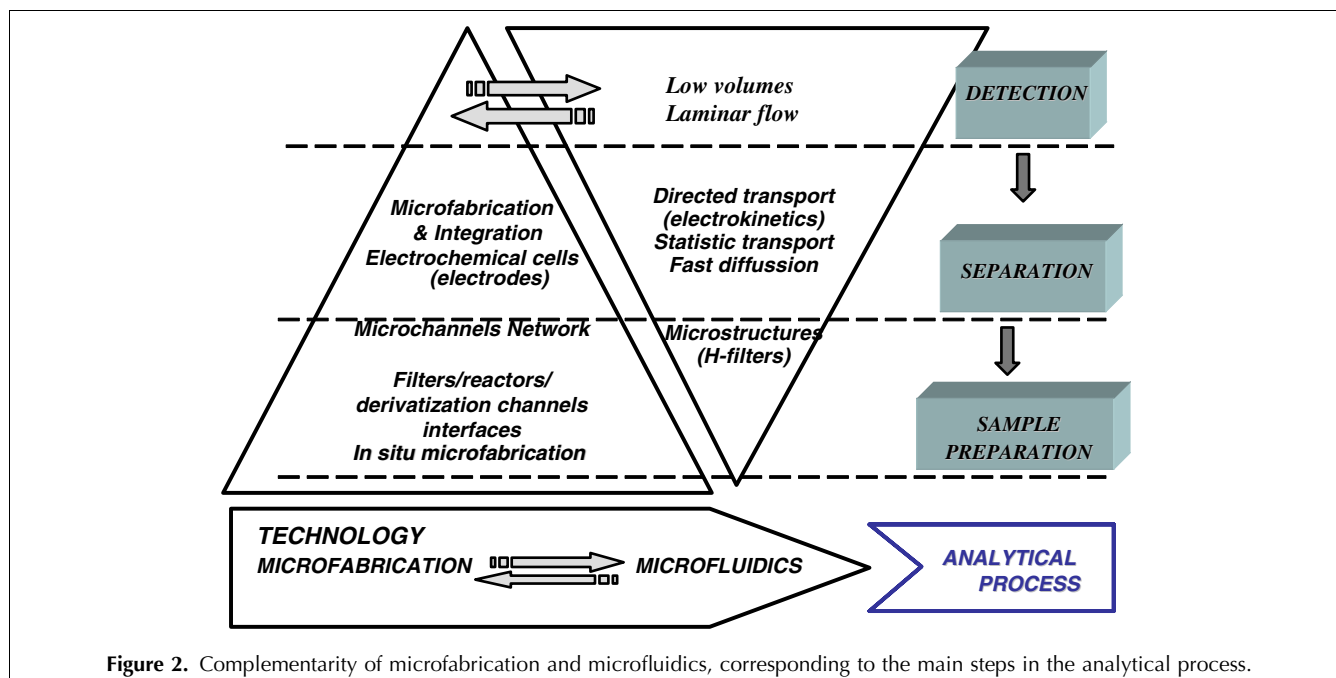 Low volumes
Laminar flow
DETECTION
Microfabrication
& Integration
Electrochemical cells
(electrodes)
Directed transport
(electrokinetics)
Statistic transport
Fast diffussion
SEPARATION
Microchannels Network
Filters/reactors/
derivatization channels
interfaces
In situ microfabrication
Microstructures
(H-filters)
SAMPLE
PREPARATION
TECHNOLOGY
MICROFABRICATION
MICROFLUIDICS
ANALYTICAL
PROCESS
Figure 2. Complementarity of microfabrication and microfluidics, corresponding to the main steps in the analytical process.